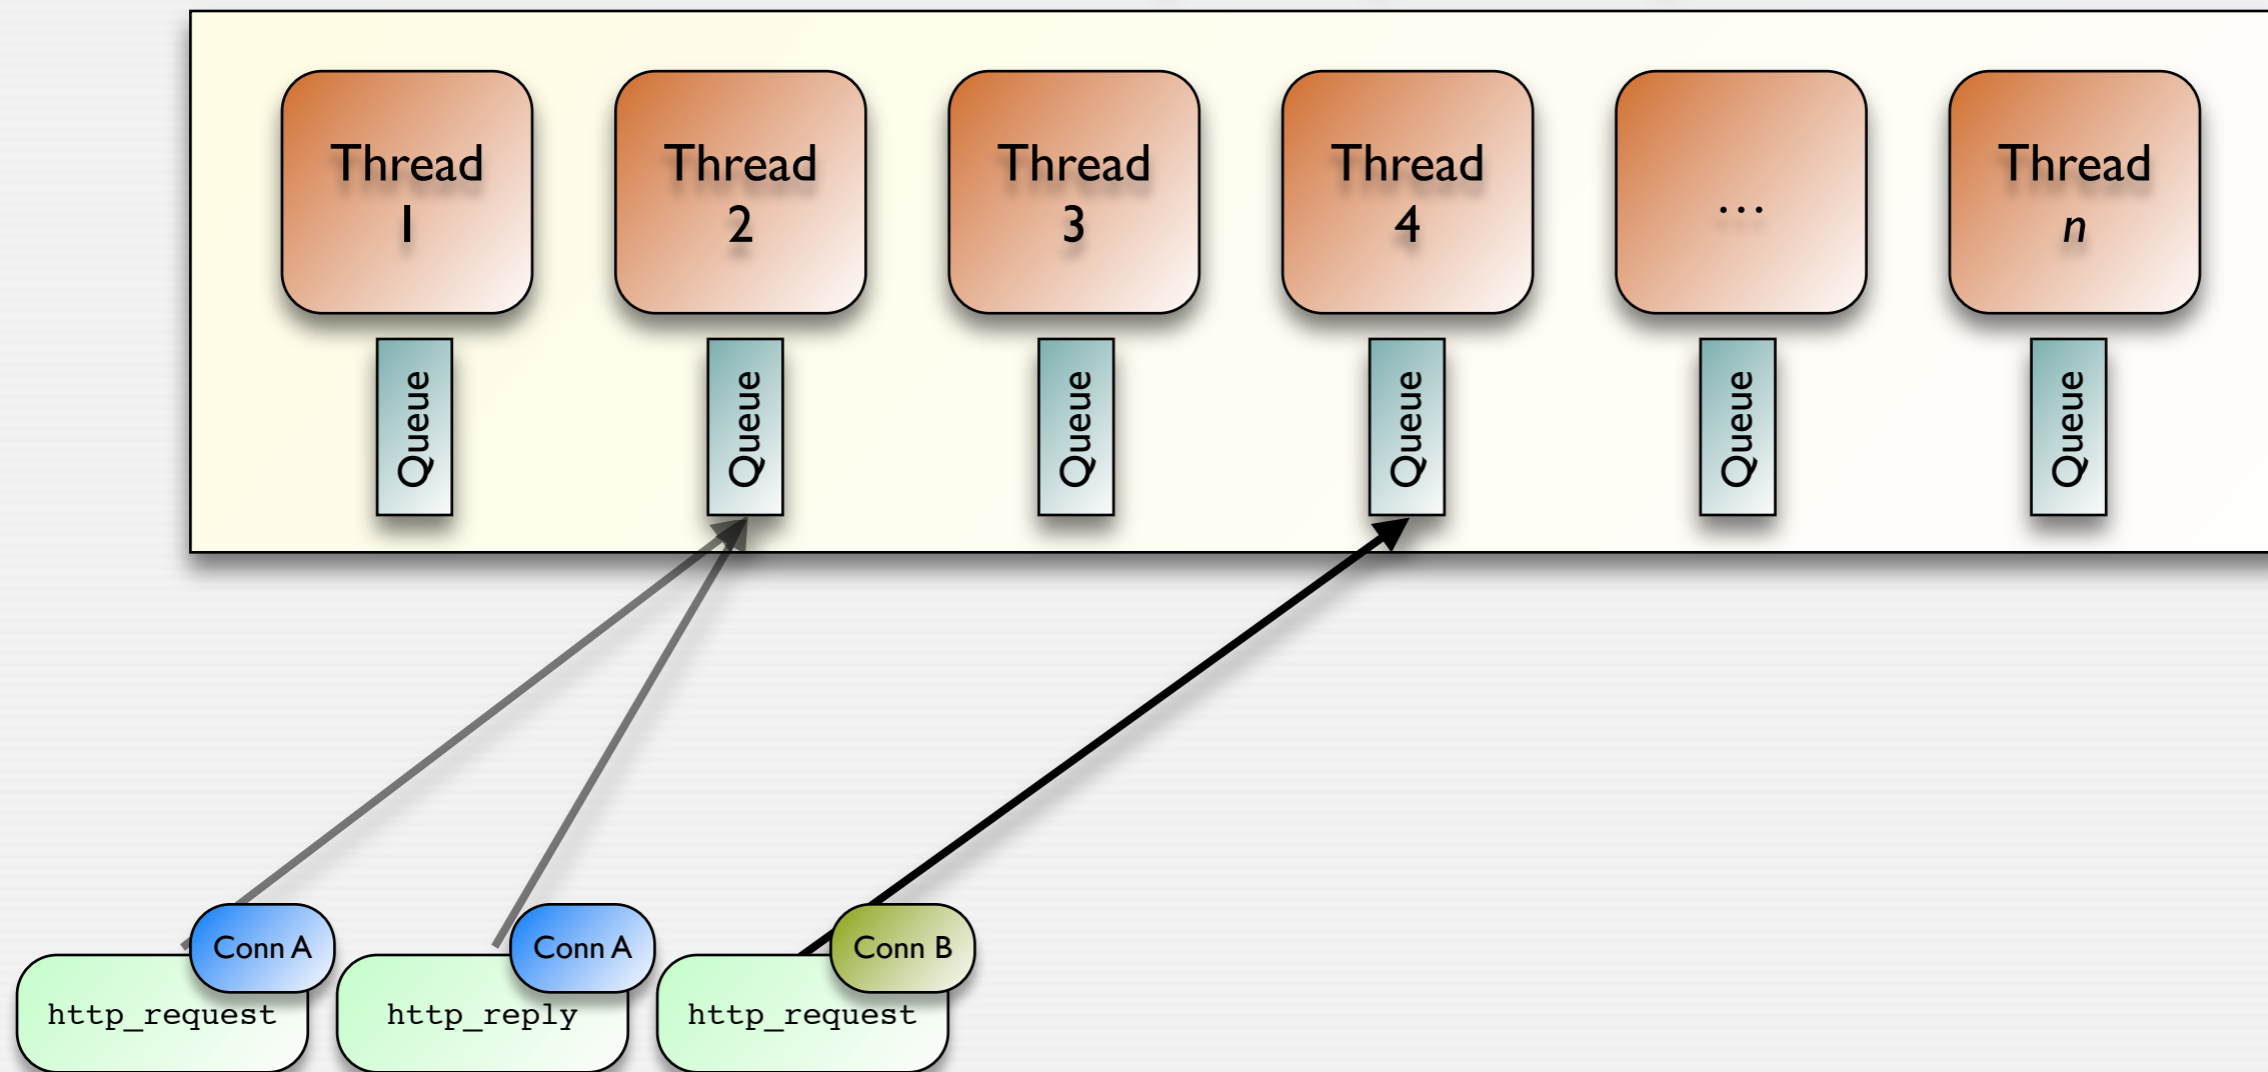 Thread
1
Thread
2
Thread
3
Thread
4
...
Thread
n
Queue
Queue
Queue
Queue
Queue
Queue
Conn A
Conn A
Conn B
http_request
http_reply
http_request